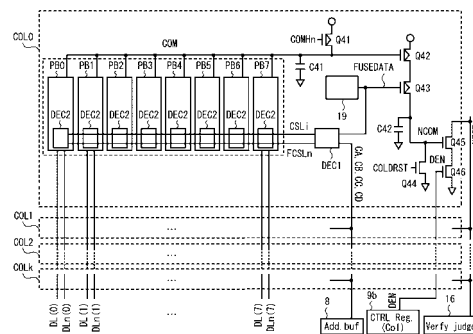 COL0
COM
COMHn
Q41
PB0 PB1 PB2 PB3 PB4 PB5 PB6 PB7
C41
Q42
FUSEDATA
Q43
19
DEC2 DEC2 DEC2 DEC2 DEC2 DEC2 DEC2 DEC2
CSLi
FCSLn
DEC1
C42
NCOM
Q45
COLDRST
DEN
Q46
Q44
CA, CB, CC, CD
COL1
...
COL2
...
COLk
...
DL(0)
DLn(0)
DL(1)
DLn(1)
...
DL(7)
DLn(7)
8
Add. buf
DEN
9b
CTRL Reg.
(Col)
16
Verfy judge